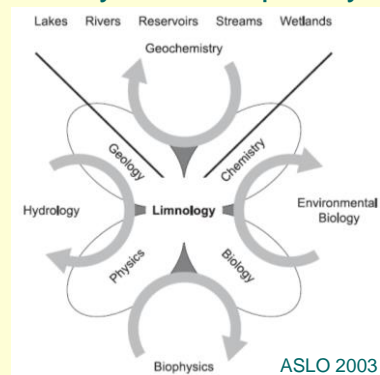 Lakes Rivers Reservoirs Streams Wetlands
Geochemistry
Geology
Chemistry
Hydrology
Limnology
Environmental
Biology
Physics
Biology
Biophysics
ASLO 2003